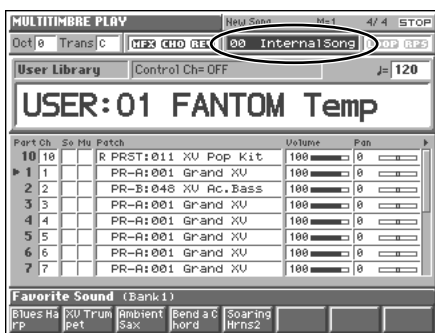 MULTITIMBRE PLAY New Song M=1 4/4 STOP
Oct 0 Trans C MFX CHO REV 00 InternalSong LOOP RPS
User Library Control Ch= OFF ♩= 120
USER:01 FANTOM Temp
Part Ch So Mu Patch Volume Pan
10 10 R PRST:011 XV Pop Kit 100 0
1 1 PR-A:001 Grand XV 100 0
2 2 PR-B:048 XV Ac.Bass 100 0
3 3 PR-A:001 Grand XV 100 0
4 4 PR-A:001 Grand XV 100 0
5 5 PR-A:001 Grand XV 100 0
6 6 PR-A:001 Grand XV 100 0
7 7 PR-A:001 Grand XV 100 0
Favorite Sound (Bank1)
Blues Harp XV Trumpet Ambient Sax Bend a Chord Soaring Hrns2